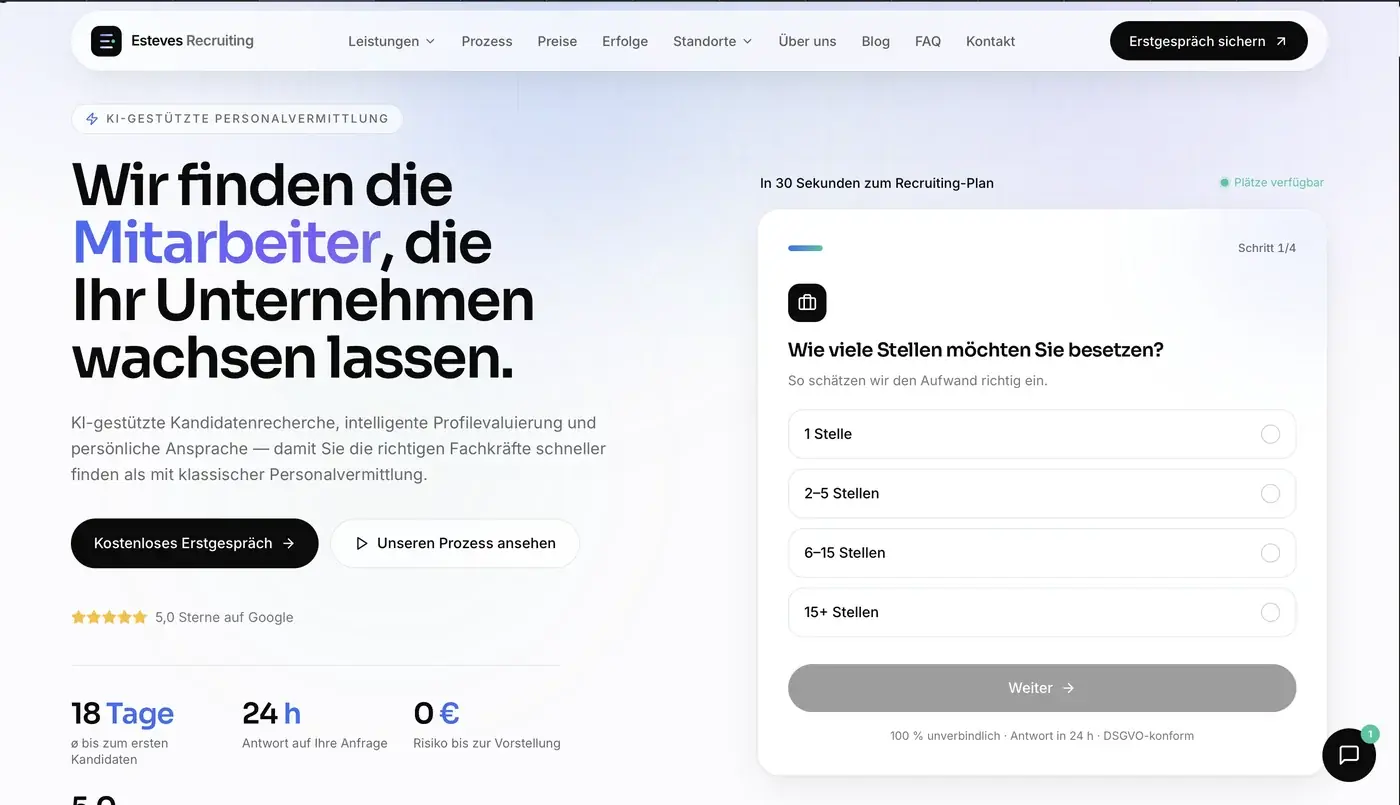 Esteves Recruiting
Leistungen
Prozess
Preise
Erfolge
Standorte
Über uns
Blog
FAQ
Kontakt
Erstgespräch sichern
KI-GESTÜTZTE PERSONALVERMITTLUNG
Wir finden die
Mitarbeiter, die
Ihr Unternehmen
wachsen lassen.
KI-gestützte Kandidatenrecherche, intelligente Profilevaluierung und
persönliche Ansprache — damit Sie die richtigen Fachkräfte schneller
finden als mit klassischer Personalvermittlung.
Kostenloses Erstgespräch →
Unseren Prozess ansehen
5,0 Sterne auf Google
18 Tage
ø bis zum ersten
Kandidaten
24 h
Antwort auf Ihre Anfrage
0 €
Risiko bis zur Vorstellung
5,0
In 30 Sekunden zum Recruiting-Plan
Plätze verfügbar
Schritt 1/4
Wie viele Stellen möchten Sie besetzen?
So schätzen wir den Aufwand richtig ein.
1 Stelle
2–5 Stellen
6–15 Stellen
15+ Stellen
Weiter →
100 % unverbindlich · Antwort in 24 h · DSGVO-konform
1